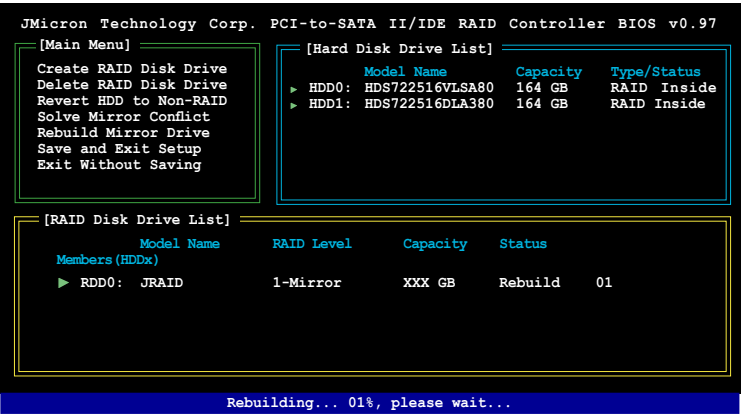 JMicron Technology Corp. PCI-to-SATA II/IDE RAID Controller BIOS v0.97
[Main Menu]
Create RAID Disk Drive
Delete RAID Disk Drive
Revert HDD to Non-RAID
Solve Mirror Conflict
Rebuild Mirror Drive
Save and Exit Setup
Exit Without Saving
[Hard Disk Drive List]
Model Name Capacity Type/Status
HDD0: HDS722516VLSA80 164 GB RAID Inside
HDD1: HDS722516DLA380 164 GB RAID Inside
[RAID Disk Drive List]
Model Name RAID Level Capacity Status
Members(HDDx)
RDD0: JRAID 1-Mirror XXX GB Rebuild 01
Rebuilding... 01%, please wait...